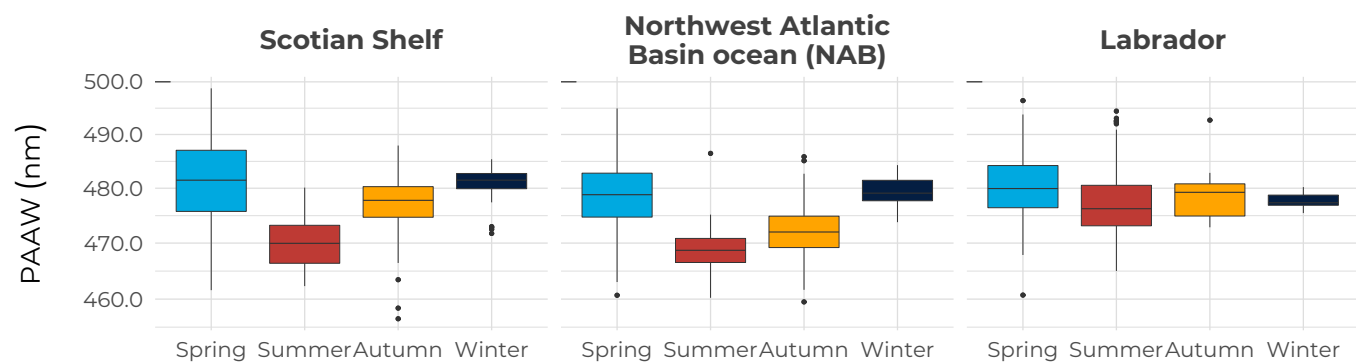 Scotian Shelf
Northwest Atlantic
Basin ocean (NAB)
Labrador
PAAW (nm)
500.0
490.0
480.0
470.0
460.0
Spring Summer Autumn Winter
Spring Summer Autumn Winter
Spring Summer Autumn Winter